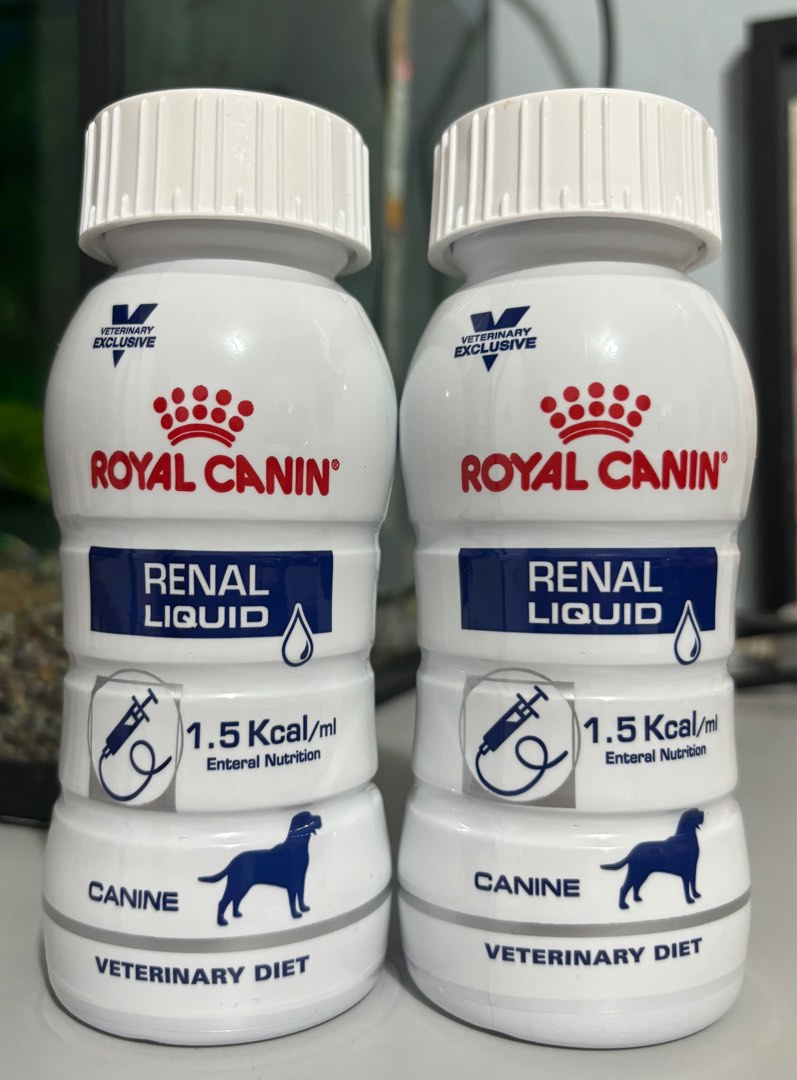 VETERINARY
EXCLUSIVE
ROYAL CANIN®
RENAL
LIQUID
1.5 Kcal/ml
Enteral Nutrition
CANINE
VETERINARY DIET
VETERINARY
EXCLUSIVE
ROYAL CANIN®
RENAL
LIQUID
1.5 Kcal/ml
Enteral Nutrition
CANINE
VETERINARY DIET